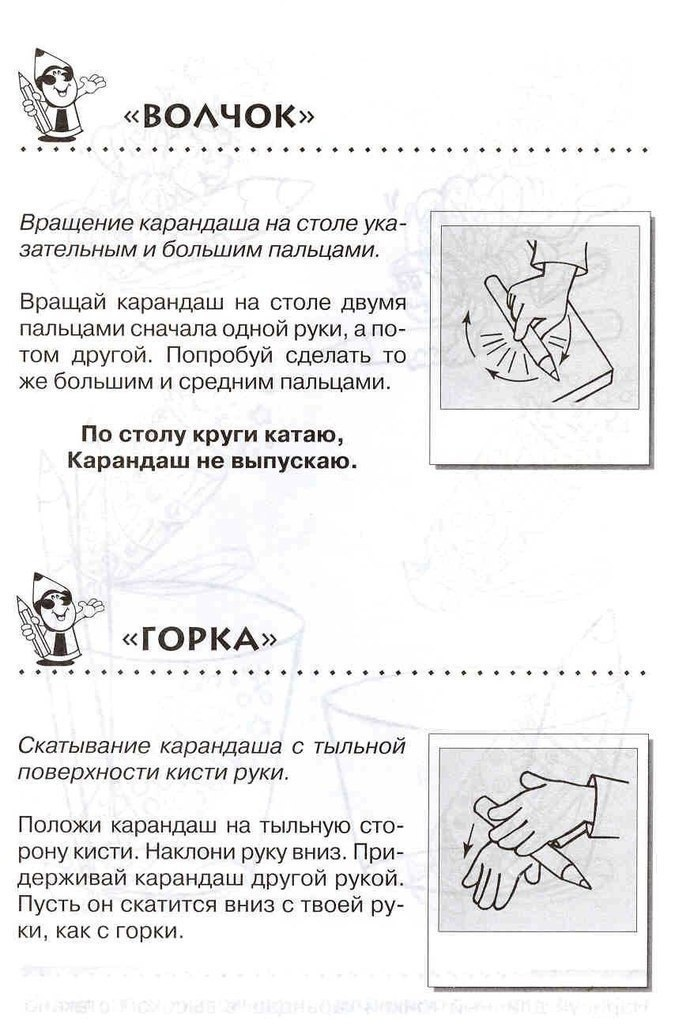 «ВОЛЧОК»
Вращение карандаша на столе ука-
зательным и большим пальцами.
Вращай карандаш на столе двумя
пальцами сначала одной руки, а по-
том другой. Попробуй сделать то
же большим и средним пальцами.
По столу круги катаю,
Карандаш не выпускаю.
«ГОРКА»
Скатывание карандаша с тыльной
поверхности кисти руки.
Положи карандаш на тыльную сто-
рону кисти. Наклони руку вниз. При-
держивай карандаш другой рукой.
Пусть он скатится вниз с твоей ру-
ки, как с горки.